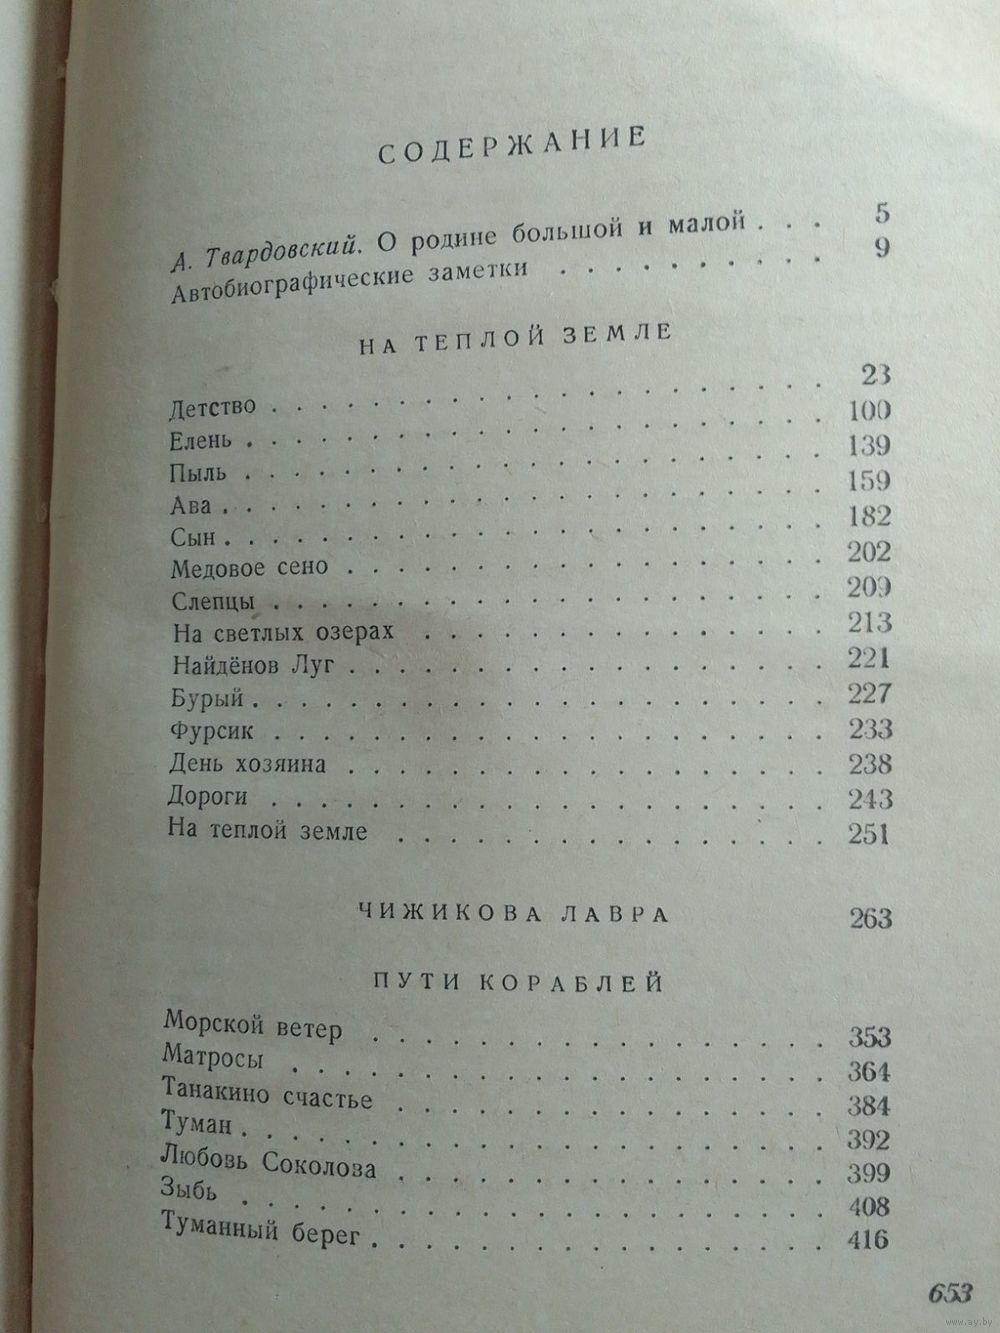 СОДЕРЖАНИЕ
А. Твардовский. О родине большой и малой . . . 5
Автобиографические заметки . . . . . . . . . . . 9
НА ТЕПЛОЙ ЗЕМЛЕ
Детство . . . . . . . . . . . . . . . . . . . . . . 23
Елень . . . . . . . . . . . . . . . . . . . . . . . 100
Пыль . . . . . . . . . . . . . . . . . . . . . . . 139
Ава . . . . . . . . . . . . . . . . . . . . . . . . 159
Сын . . . . . . . . . . . . . . . . . . . . . . . . 182
Медовое сено . . . . . . . . . . . . . . . . . . . 202
Слепцы . . . . . . . . . . . . . . . . . . . . . . 209
На светлых озерах . . . . . . . . . . . . . . . . 213
Найдёнов Луг . . . . . . . . . . . . . . . . . . . 221
Бурый . . . . . . . . . . . . . . . . . . . . . . . 227
Фурсик . . . . . . . . . . . . . . . . . . . . . . 233
День хозяина . . . . . . . . . . . . . . . . . . . 238
Дороги . . . . . . . . . . . . . . . . . . . . . . 243
На теплой земле . . . . . . . . . . . . . . . . . 251
ЧИЖИКОВА ЛАВРА 263
ПУТИ КОРАБЛЕЙ
Морской ветер . . . . . . . . . . . . . . . . . . 353
Матросы . . . . . . . . . . . . . . . . . . . . . 364
Танакино счастье . . . . . . . . . . . . . . . . . 384
Туман . . . . . . . . . . . . . . . . . . . . . . . 392
Любовь Соколова . . . . . . . . . . . . . . . . . 399
Зыбь . . . . . . . . . . . . . . . . . . . . . . . 408
Туманный берег . . . . . . . . . . . . . . . . . . 416
653
www.ay.by